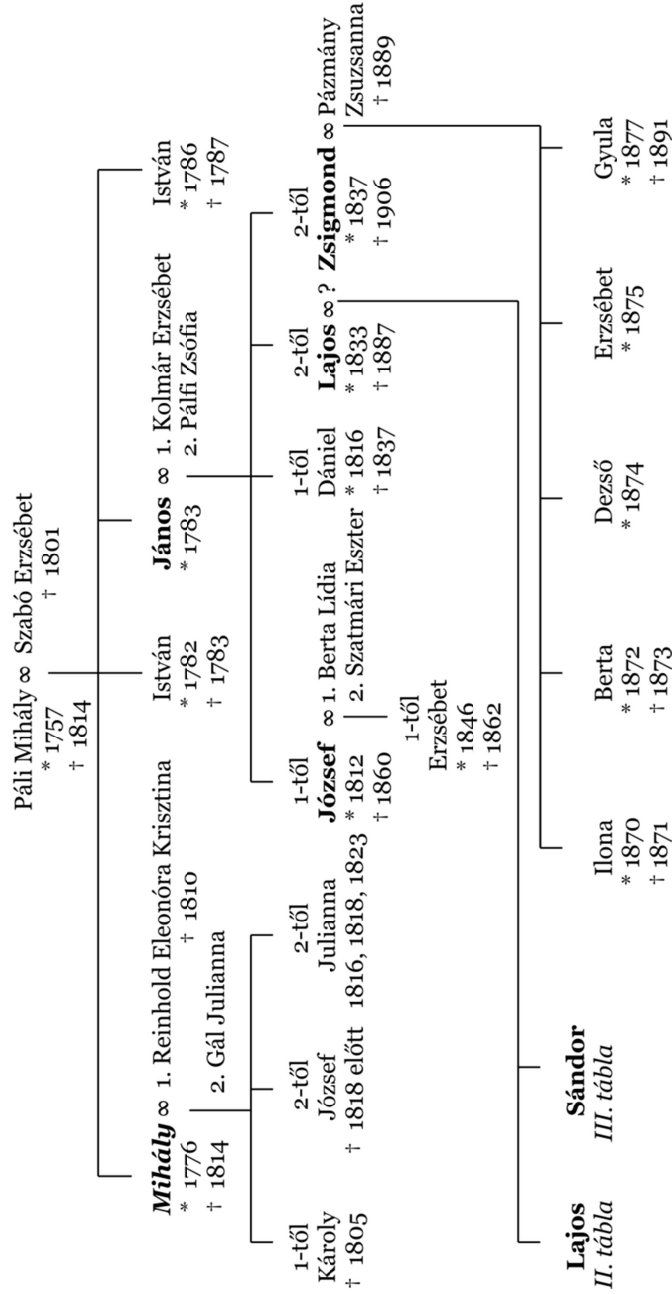 Páli Mihály ∞ Szabó Erzsébet
* 1757
† 1814
† 1801
Mihály ∞ 1. Reinhold Eleonóra Krisztina
* 1776
† 1814
† 1810
2. Gál Julianna
István
* 1782
† 1783
János ∞ 1. Kolmár Erzsébet
* 1783
2. Pálfi Zsófia
István
* 1786
† 1787
1-től
Károly
† 1805
2-től
József
† 1818 előtt
2-től
Julianna
1816, 1818, 1823
1-től
József ∞ 1. Berta Lídia
* 1812
† 1860
2. Szatmári Eszter
1-től
Dániel
* 1816
† 1837
2-től
Lajos ∞ ?
* 1833
† 1887
2-től
Zsigmond ∞ Pázmány
Zsuzsanna
* 1837
† 1906
† 1889
1-től
Erzsébet
* 1846
† 1862
Lajos
II. tábla
Sándor
III. tábla
Ilona
* 1870
† 1871
Berta
* 1872
† 1873
Dezső
* 1874
Erzsébet
* 1875
Gyula
* 1877
† 1891